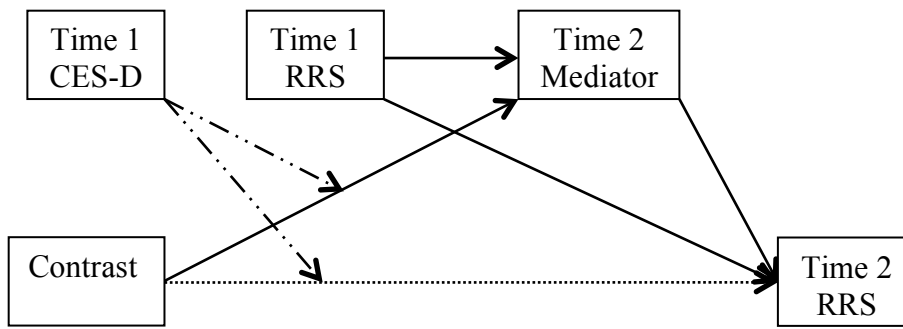 Time 1
CES-D
Time 1
RRS
Time 2
Mediator
Contrast
Time 2
RRS